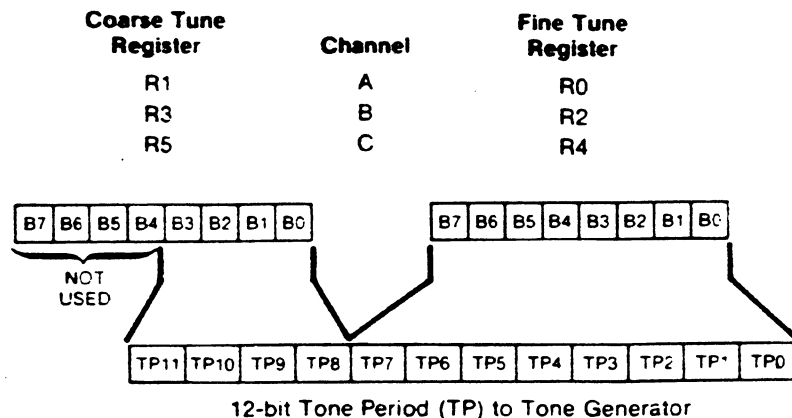 Coarse Tune Register Channel Fine Tune Register
R1 A R0
R3 B R2
R5 C R4
B7 B6 B5 B4 B3 B2 B1 B0 B7 B6 B5 B4 B3 B2 B1 B0
NOT USED
TP11 TP10 TP9 TP8 TP7 TP6 TP5 TP4 TP3 TP2 TP1 TP0
12-bit Tone Period (TP) to Tone Generator